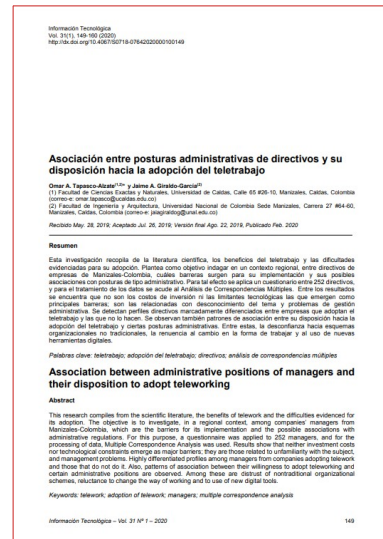 Información Tecnológica
Vol. 31(1), 149-160 (2020)
http://dx.doi.org/10.4067/S0718-07642020000100149
Asociación entre posturas administrativas de directivos y su
disposición hacia la adopción del teletrabajo
Omar A. Tapasco-Alzate(1,2)* y Jaime A. Giraldo-García(2)
(1) Facultad de Ciencias Exactas y Naturales, Universidad de Caldas, Calle 65 #26-10, Manizales, Caldas, Colombia
(correo-e: omar.tapasco@ucaldas.edu.co)
(2) Facultad de Ingeniería y Arquitectura, Universidad Nacional de Colombia Sede Manizales, Carrera 27 #64-60,
Manizales, Caldas, Colombia (correo-e: jaiagiraldog@unal.edu.co)
Recibido May. 28, 2019; Aceptado Jul. 26, 2019; Versión final Ago. 22, 2019, Publicado Feb. 2020
Resumen
Esta investigación recopila de la literatura científica, los beneficios del teletrabajo y las dificultades
evidenciadas para su adopción. Plantea como objetivo indagar en un contexto regional, entre directivos de
empresas de Manizales-Colombia, cuáles barreras surgen para su implementación y sus posibles
asociaciones con posturas de tipo administrativo. Para tal efecto se aplica un cuestionario entre 252 directivos,
y para el tratamiento de los datos se acude al Análisis de Correspondencias Múltiples. Entre los resultados
se encuentra que no son los costos de inversión ni las limitantes tecnológicas las que emergen como
principales barreras; son las relacionadas con desconocimiento del tema y problemas de gestión
administrativa. Se detectan perfiles directivos marcadamente diferenciados entre empresas que adoptan el
teletrabajo y las que no lo hacen. Se observan también patrones de asociación entre su disposición hacia la
adopción del teletrabajo y ciertas posturas administrativas. Entre estas, la desconfianza hacia esquemas
organizacionales no tradicionales, la renuencia al cambio en la forma de trabajar y al uso de nuevas
herramientas digitales.
Palabras clave: teletrabajo; adopción del teletrabajo; directivos; análisis de correspondencias múltiples
Association between administrative positions of managers and
their disposition to adopt teleworking
Abstract
This research compiles from the scientific literature, the benefits of telework and the difficulties evidenced for
its adoption. The objective is to investigate, in a regional context, among companies' managers from
Manizales-Colombia, which are the barriers for its implementation and the possible associations with
administrative regulations. For this purpose, a questionnaire was applied to 252 managers, and for the
processing of data, Multiple Correspondence Analysis was used. Results show that neither investment costs
nor technological constraints emerge as major barriers; they are those related to unfamiliarity with the subject,
and management problems. Highly differentiated profiles among managers from companies adopting telework
and those that do not do it. Also, patterns of association between their willingness to adopt teleworking and
certain administrative positions are observed. Among these are distrust of nontraditional organizational
schemes, reluctance to change the way of working and to use of new digital tools.
Keywords: telework; adoption of telework; managers; multiple correspondence analysis
Información Tecnológica – Vol. 31 Nº 1 – 2020 149